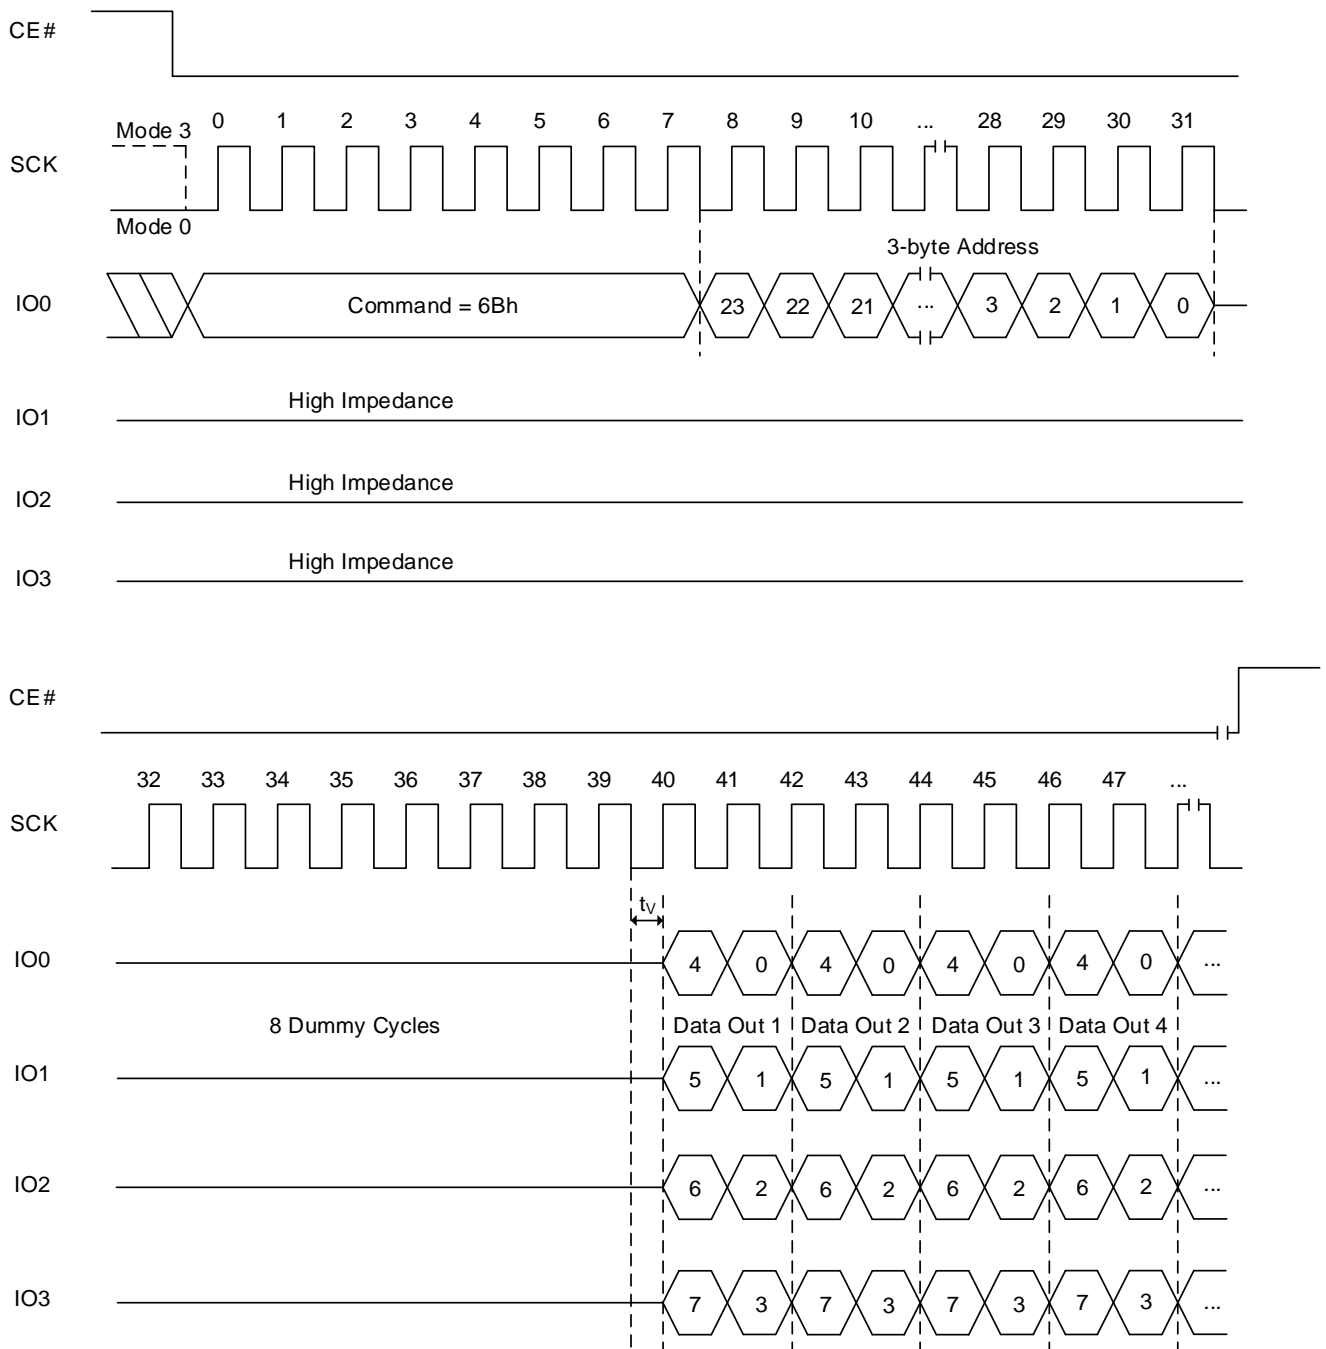 CE#
Mode 3 0 1 2 3 4 5 6 7 8 9 10 ... 28 29 30 31
SCK
Mode 0
3-byte Address
IO0 Command = 6Bh 23 22 21 ... 3 2 1 0
High Impedance
IO1
High Impedance
IO2
High Impedance
IO3
CE#
32 33 34 35 36 37 38 39 40 41 42 43 44 45 46 47 ...
SCK
tV
IO0 4 0 4 0 4 0 4 0 ...
8 Dummy Cycles Data Out 1 Data Out 2 Data Out 3 Data Out 4
IO1 5 1 5 1 5 1 5 1 ...
IO2 6 2 6 2 6 2 6 2 ...
IO3 7 3 7 3 7 3 7 3 ...